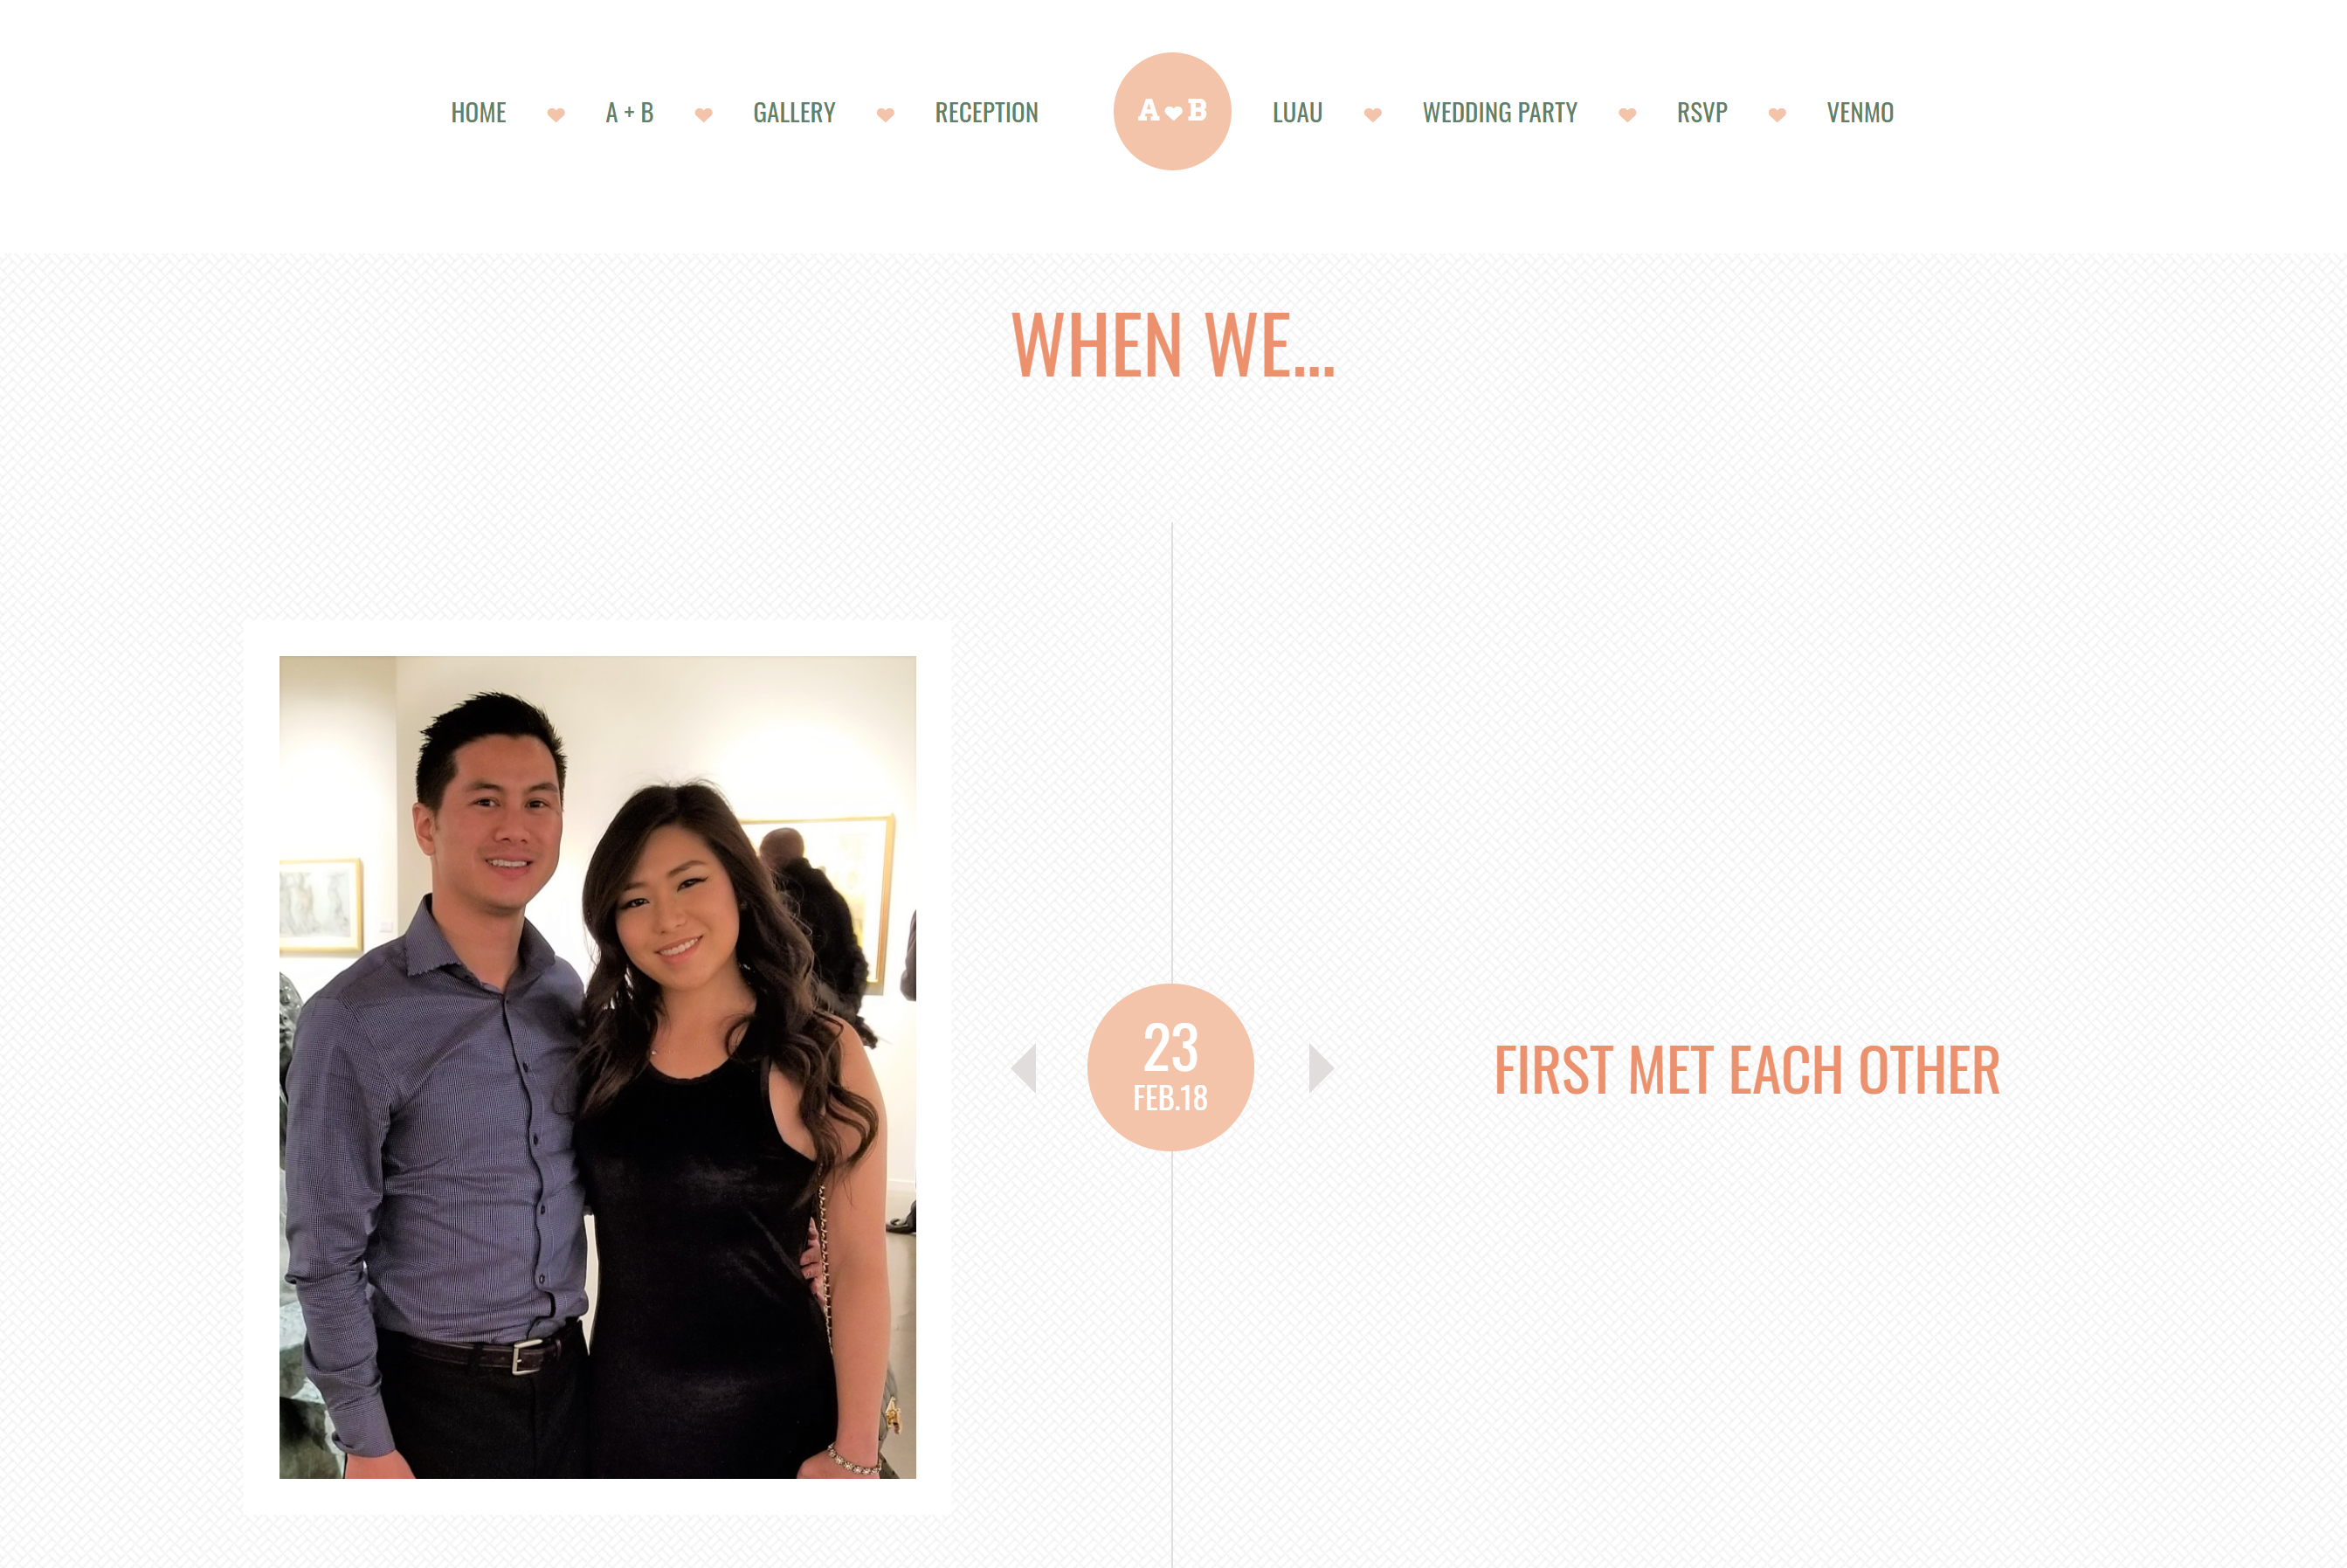 HOME A + B GALLERY RECEPTION A B LUAU WEDDING PARTY RSVP VENMO
WHEN WE...
23
FEB.18
FIRST MET EACH OTHER